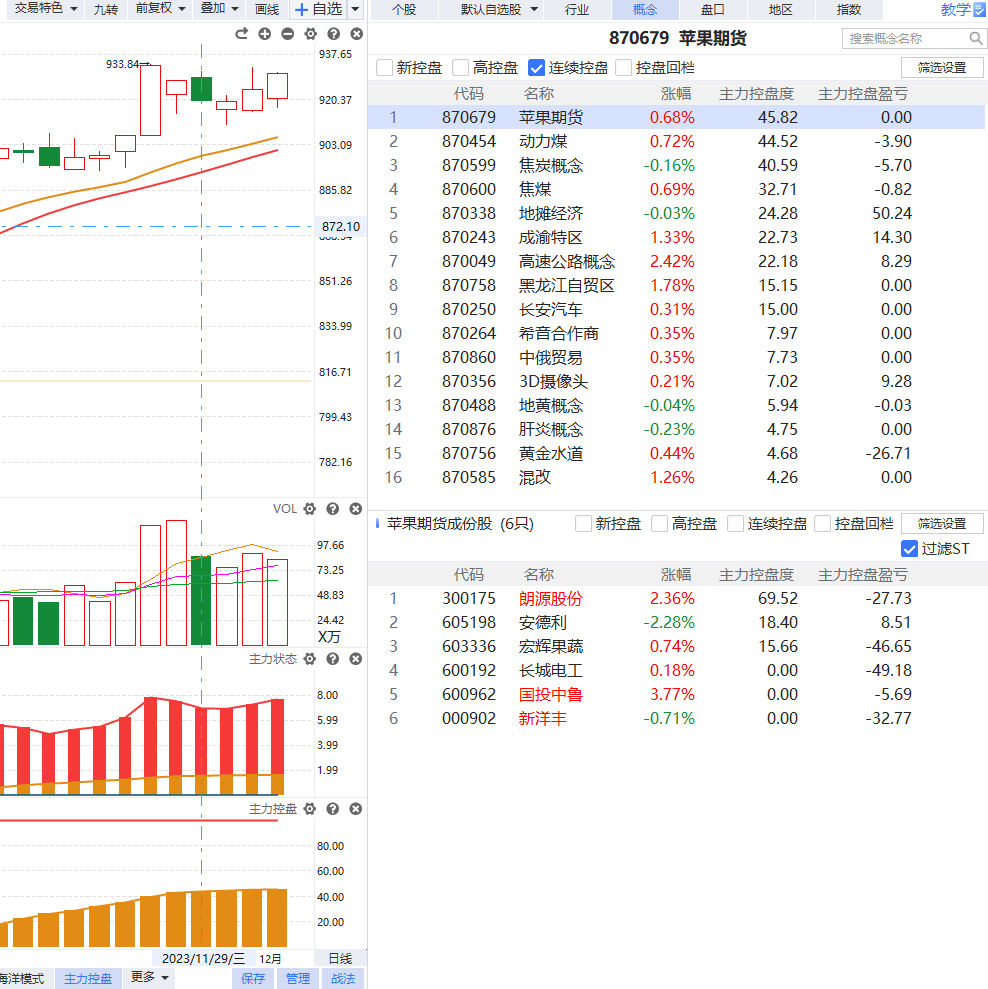 交易特色 九转 前复权 叠加 画线 自选 个股 默认自选股 行业 概念 盘口 地区 指数 教学
870679 苹果期货 搜索概念名称
新控盘 高控盘 连续控盘 控盘回档 筛选设置
代码 名称 涨幅 主力控盘度 主力控盘盈亏
1 870679 苹果期货 0.68% 45.82 0.00
2 870454 动力煤 0.72% 44.52 -3.90
3 870599 焦炭概念 -0.16% 40.59 -5.70
4 870600 焦煤 0.69% 32.71 -0.82
5 870338 地摊经济 -0.03% 24.28 50.24
6 870243 成渝特区 1.33% 22.73 14.30
7 870049 高速公路概念 2.42% 22.18 8.29
8 870758 黑龙江自贸区 1.78% 15.15 0.00
9 870250 长安汽车 0.31% 15.00 0.00
10 870264 希音合作商 0.35% 7.97 0.00
11 870860 中俄贸易 0.35% 7.73 0.00
12 870356 3D摄像头 0.21% 7.02 9.28
13 870488 地黄概念 -0.04% 5.94 -0.03
14 870876 肝炎概念 -0.23% 4.75 0.00
15 870756 黄金水道 0.44% 4.68 -26.71
16 870585 混改 1.26% 4.26 0.00
苹果期货成份股 (6只) 新控盘 高控盘 连续控盘 控盘回档 筛选设置
过滤ST
代码 名称 涨幅 主力控盘度 主力控盘盈亏
1 300175 朗源股份 2.36% 69.52 -27.73
2 605198 安德利 -2.28% 18.40 8.51
3 603336 宏辉果蔬 0.74% 15.66 -46.65
4 600192 长城电工 0.18% 0.00 -49.18
5 600962 国投中鲁 3.77% 0.00 -5.69
6 000902 新洋丰 -0.71% 0.00 -32.77
937.65
933.84
920.37
903.09
885.82
872.10
851.26
833.99
816.71
799.43
782.16
VOL
97.66
73.25
48.83
24.42
X万
主力状态
8.00
5.99
3.99
1.99
主力控盘
80.00
60.00
40.00
20.00
2023/11/29/三 12月 日线
海洋模式 主力控盘 更多 保存 管理 战法